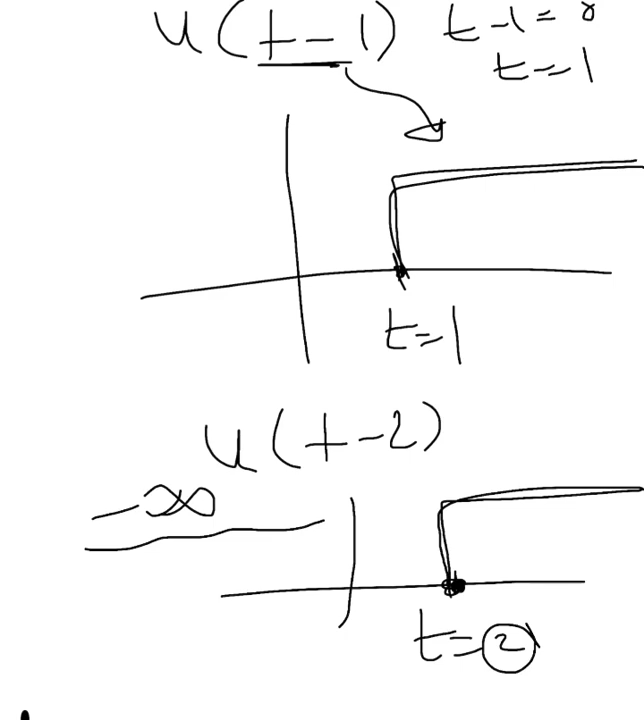 u(t-1) t-1=0
t=1
t=1
u(t-2)
-∞
t=2